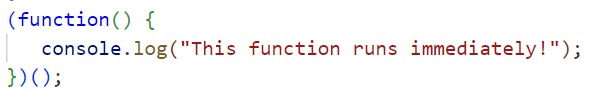 (function() {
   console.log("This function runs immediately!");
})();